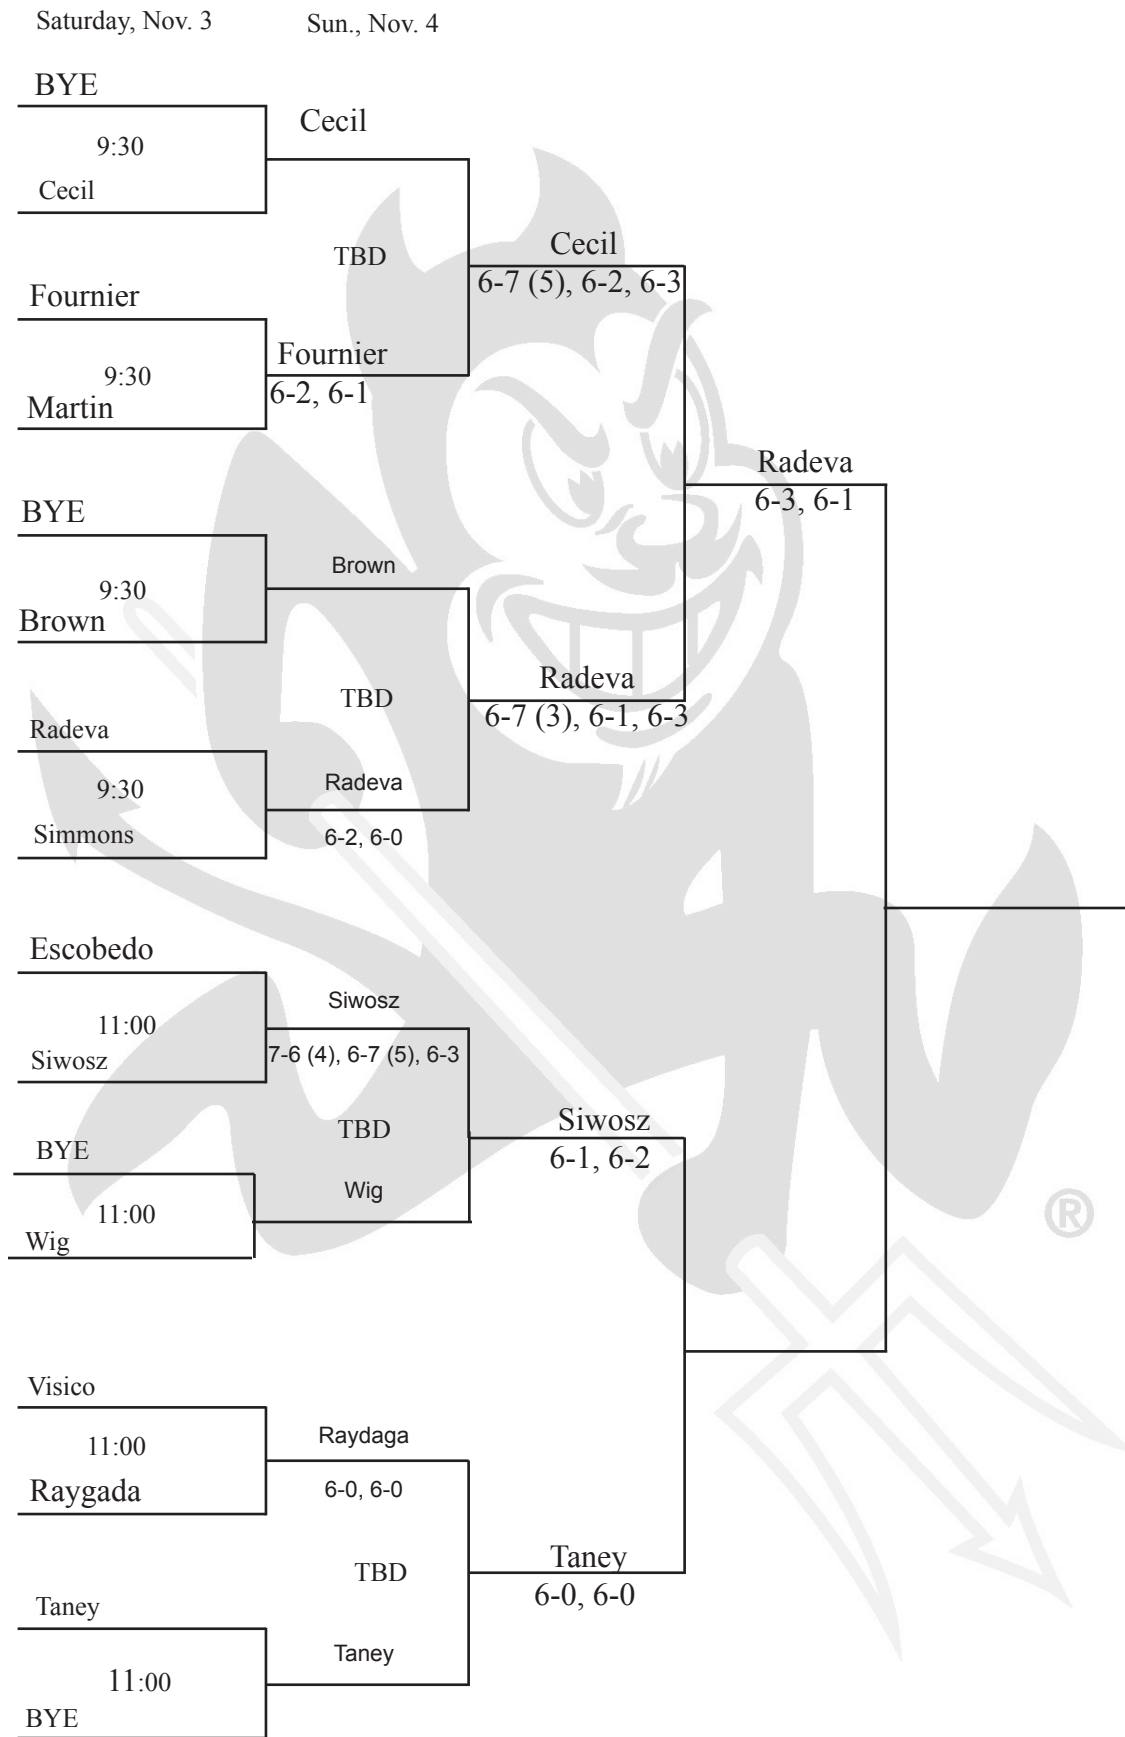 Saturday, Nov. 3 Sun., Nov. 4
BYE
Cecil
9:30
Cecil
Cecil
TBD
6-7 (5), 6-2, 6-3
Fournier
Fournier
9:30
6-2, 6-1
Martin
Radeva
6-3, 6-1
BYE
Brown
9:30
Brown
Radeva
TBD
6-7 (3), 6-1, 6-3
Radeva
Radeva
9:30
Simmons
6-2, 6-0
Escobedo
Siwosz
11:00
7-6 (4), 6-7 (5), 6-3
Siwosz
Siwosz
TBD
6-1, 6-2
BYE
Wig
11:00
Wig
®
Visico
Raydaga
11:00
6-0, 6-0
Raygada
Taney
TBD
6-0, 6-0
Taney
Taney
11:00
BYE